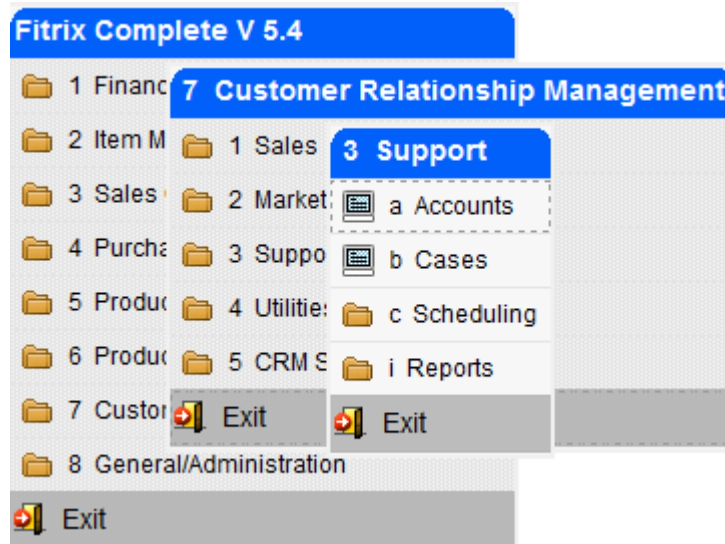 Fitrix Complete V 5.4
1 Financ
2 Item M
3 Sales
4 Purcha
5 Produc
6 Produc
7 Custor
8 General/Administration
Exit
7 Customer Relationship Management
1 Sales
2 Market
3 Suppo
4 Utilities
5 CRM S
Exit
3 Support
a Accounts
b Cases
c Scheduling
i Reports
Exit